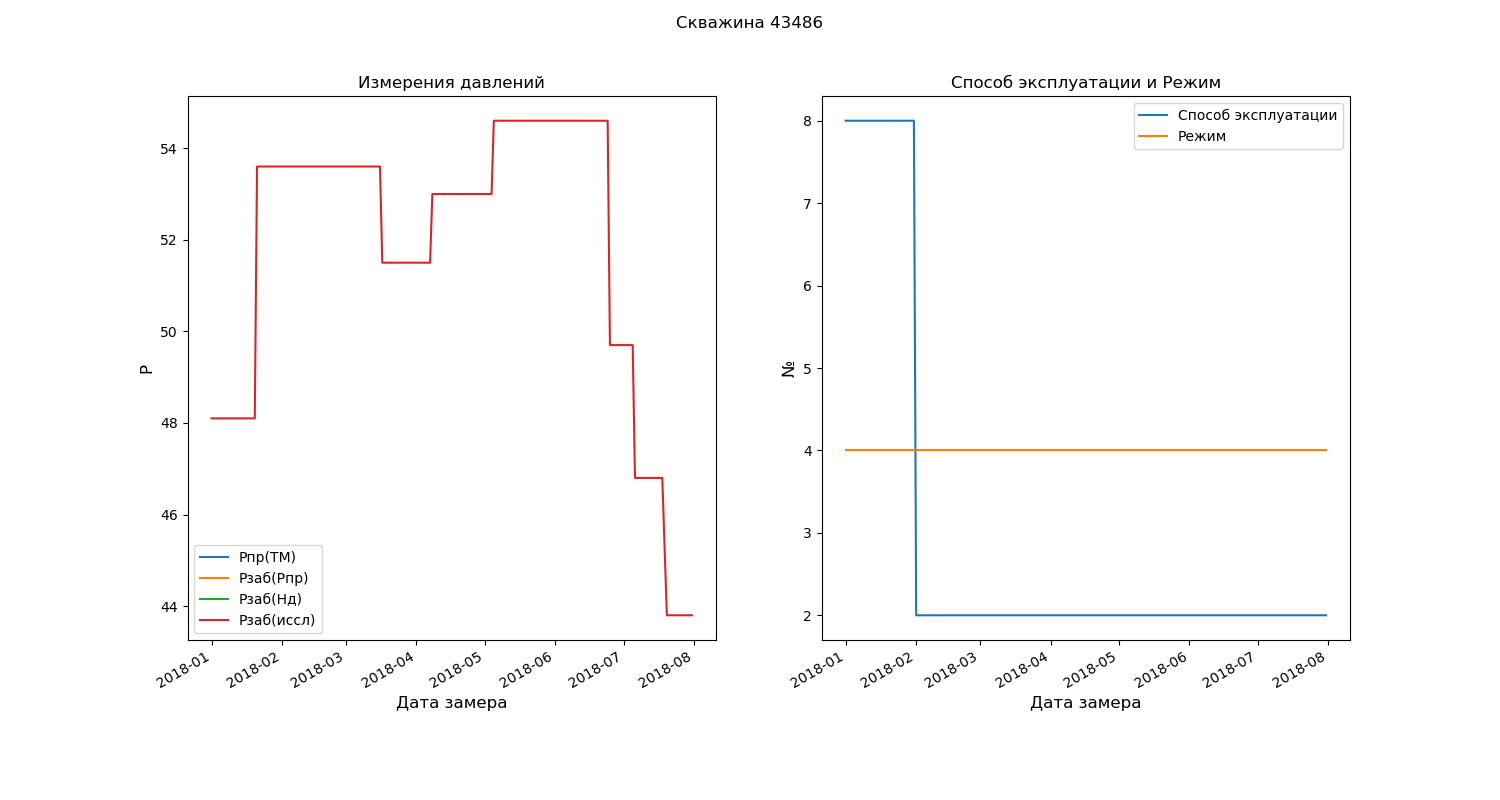 Скважина 43486
Измерения давлений
P
54
52
50
48
46
44
Pпр(ТМ)
Pзаб(Pпр)
Pзаб(Нд)
Pзаб(иссл)
2018-01
2018-02
2018-03
2018-04
2018-05
2018-06
2018-07
2018-08
Дата замера
Способ эксплуатации и Режим
№
8
7
6
5
4
3
2
Способ эксплуатации
Режим
2018-01
2018-02
2018-03
2018-04
2018-05
2018-06
2018-07
2018-08
Дата замера